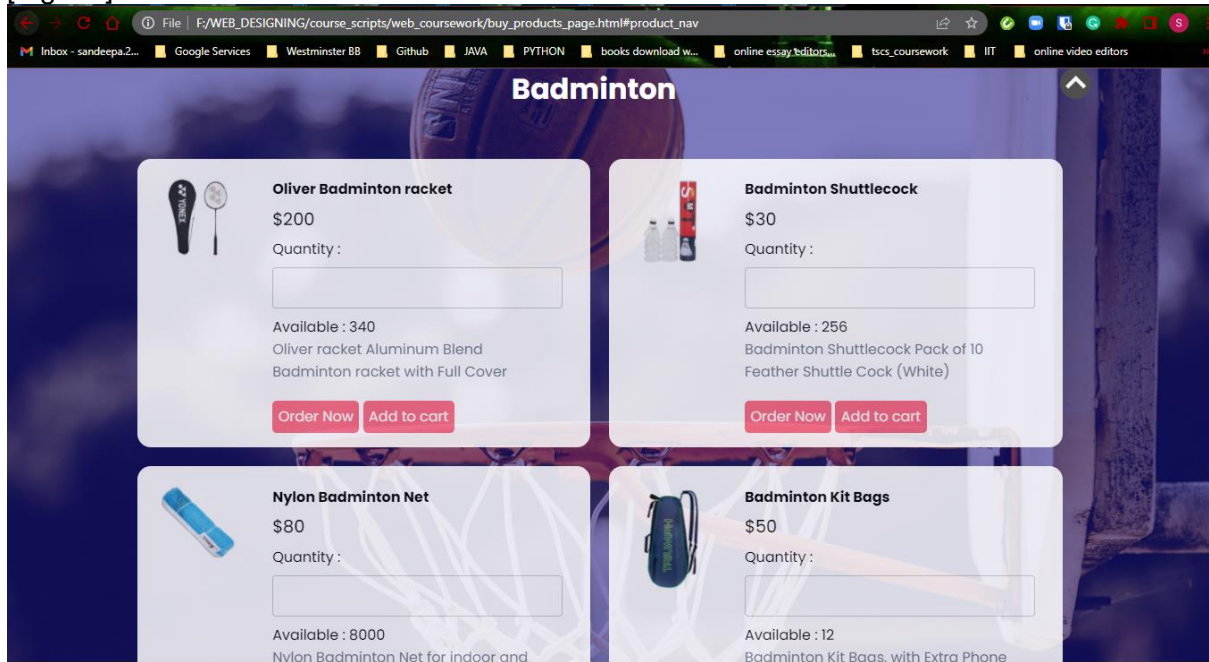 File | F:/WEB_DESIGNING/course_scripts/web_coursework/buy_products_page.html#product_nav
S
Inbox - sandeepa.2... Google Services Westminster BB Github JAVA PYTHON books download w... online essay editors... tscs_coursework IIT online video editors
Badminton
YONEX
Oliver Badminton racket
$200
Quantity :
Available : 340
Oliver racket Aluminum Blend
Badminton racket with Full Cover
Order Now Add to cart
Badminton Shuttlecock
$30
Quantity :
Available : 256
Badminton Shuttlecock Pack of 10
Feather Shuttle Cock (White)
Order Now Add to cart
Nylon Badminton Net
$80
Quantity :
Available : 8000
Nylon Badminton Net for indoor and
Badminton Kit Bags
$50
Quantity :
Available : 12
Badminton Kit Bags, with Extra Phone